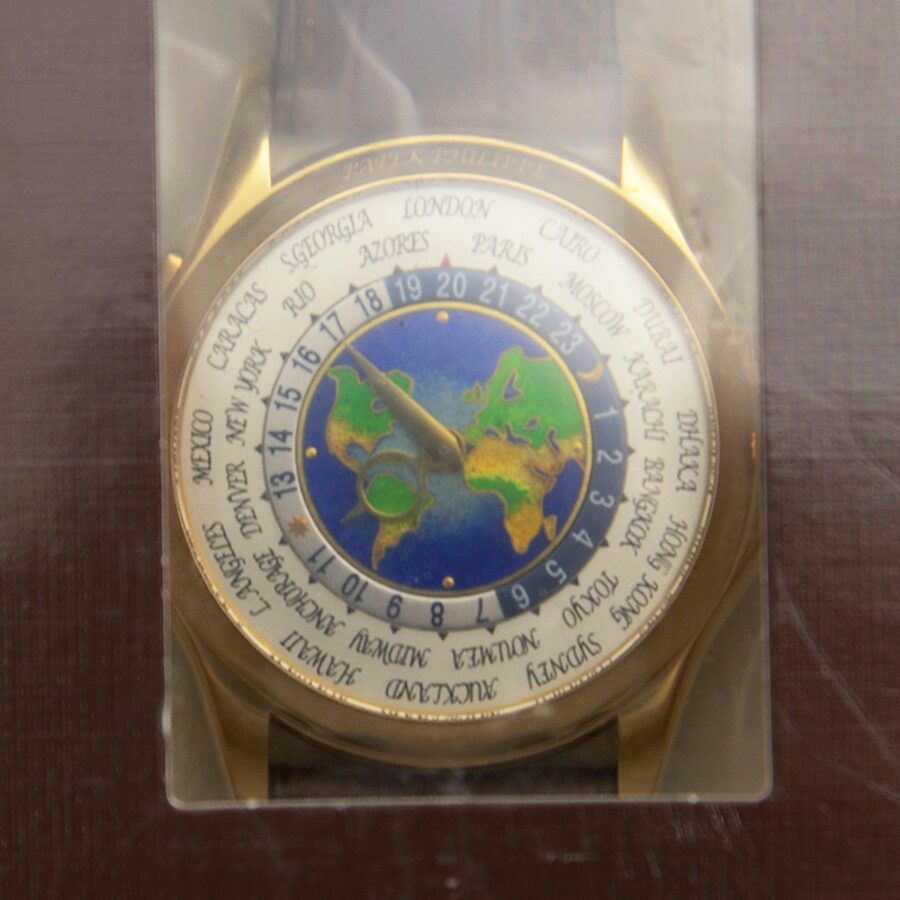 PATEK PHILIPPE
LONDON
PARIS
CAIRO
MOSCOW
DUBAI
KARACHI
DHAKA
BANGKOK
HONG KONG
TOKYO
SYDNEY
NOUMEA
AUCKLAND
MIDWAY
HAWAII
ANCHORAGE
L.ANGELES
DENVER
MEXICO
NEW YORK
CARACAS
RIO
S.GEORGIA
AZORES
20
21
22
23
1
2
3
4
5
6
7
8
9
10
11
13
14
15
16
17
18
19